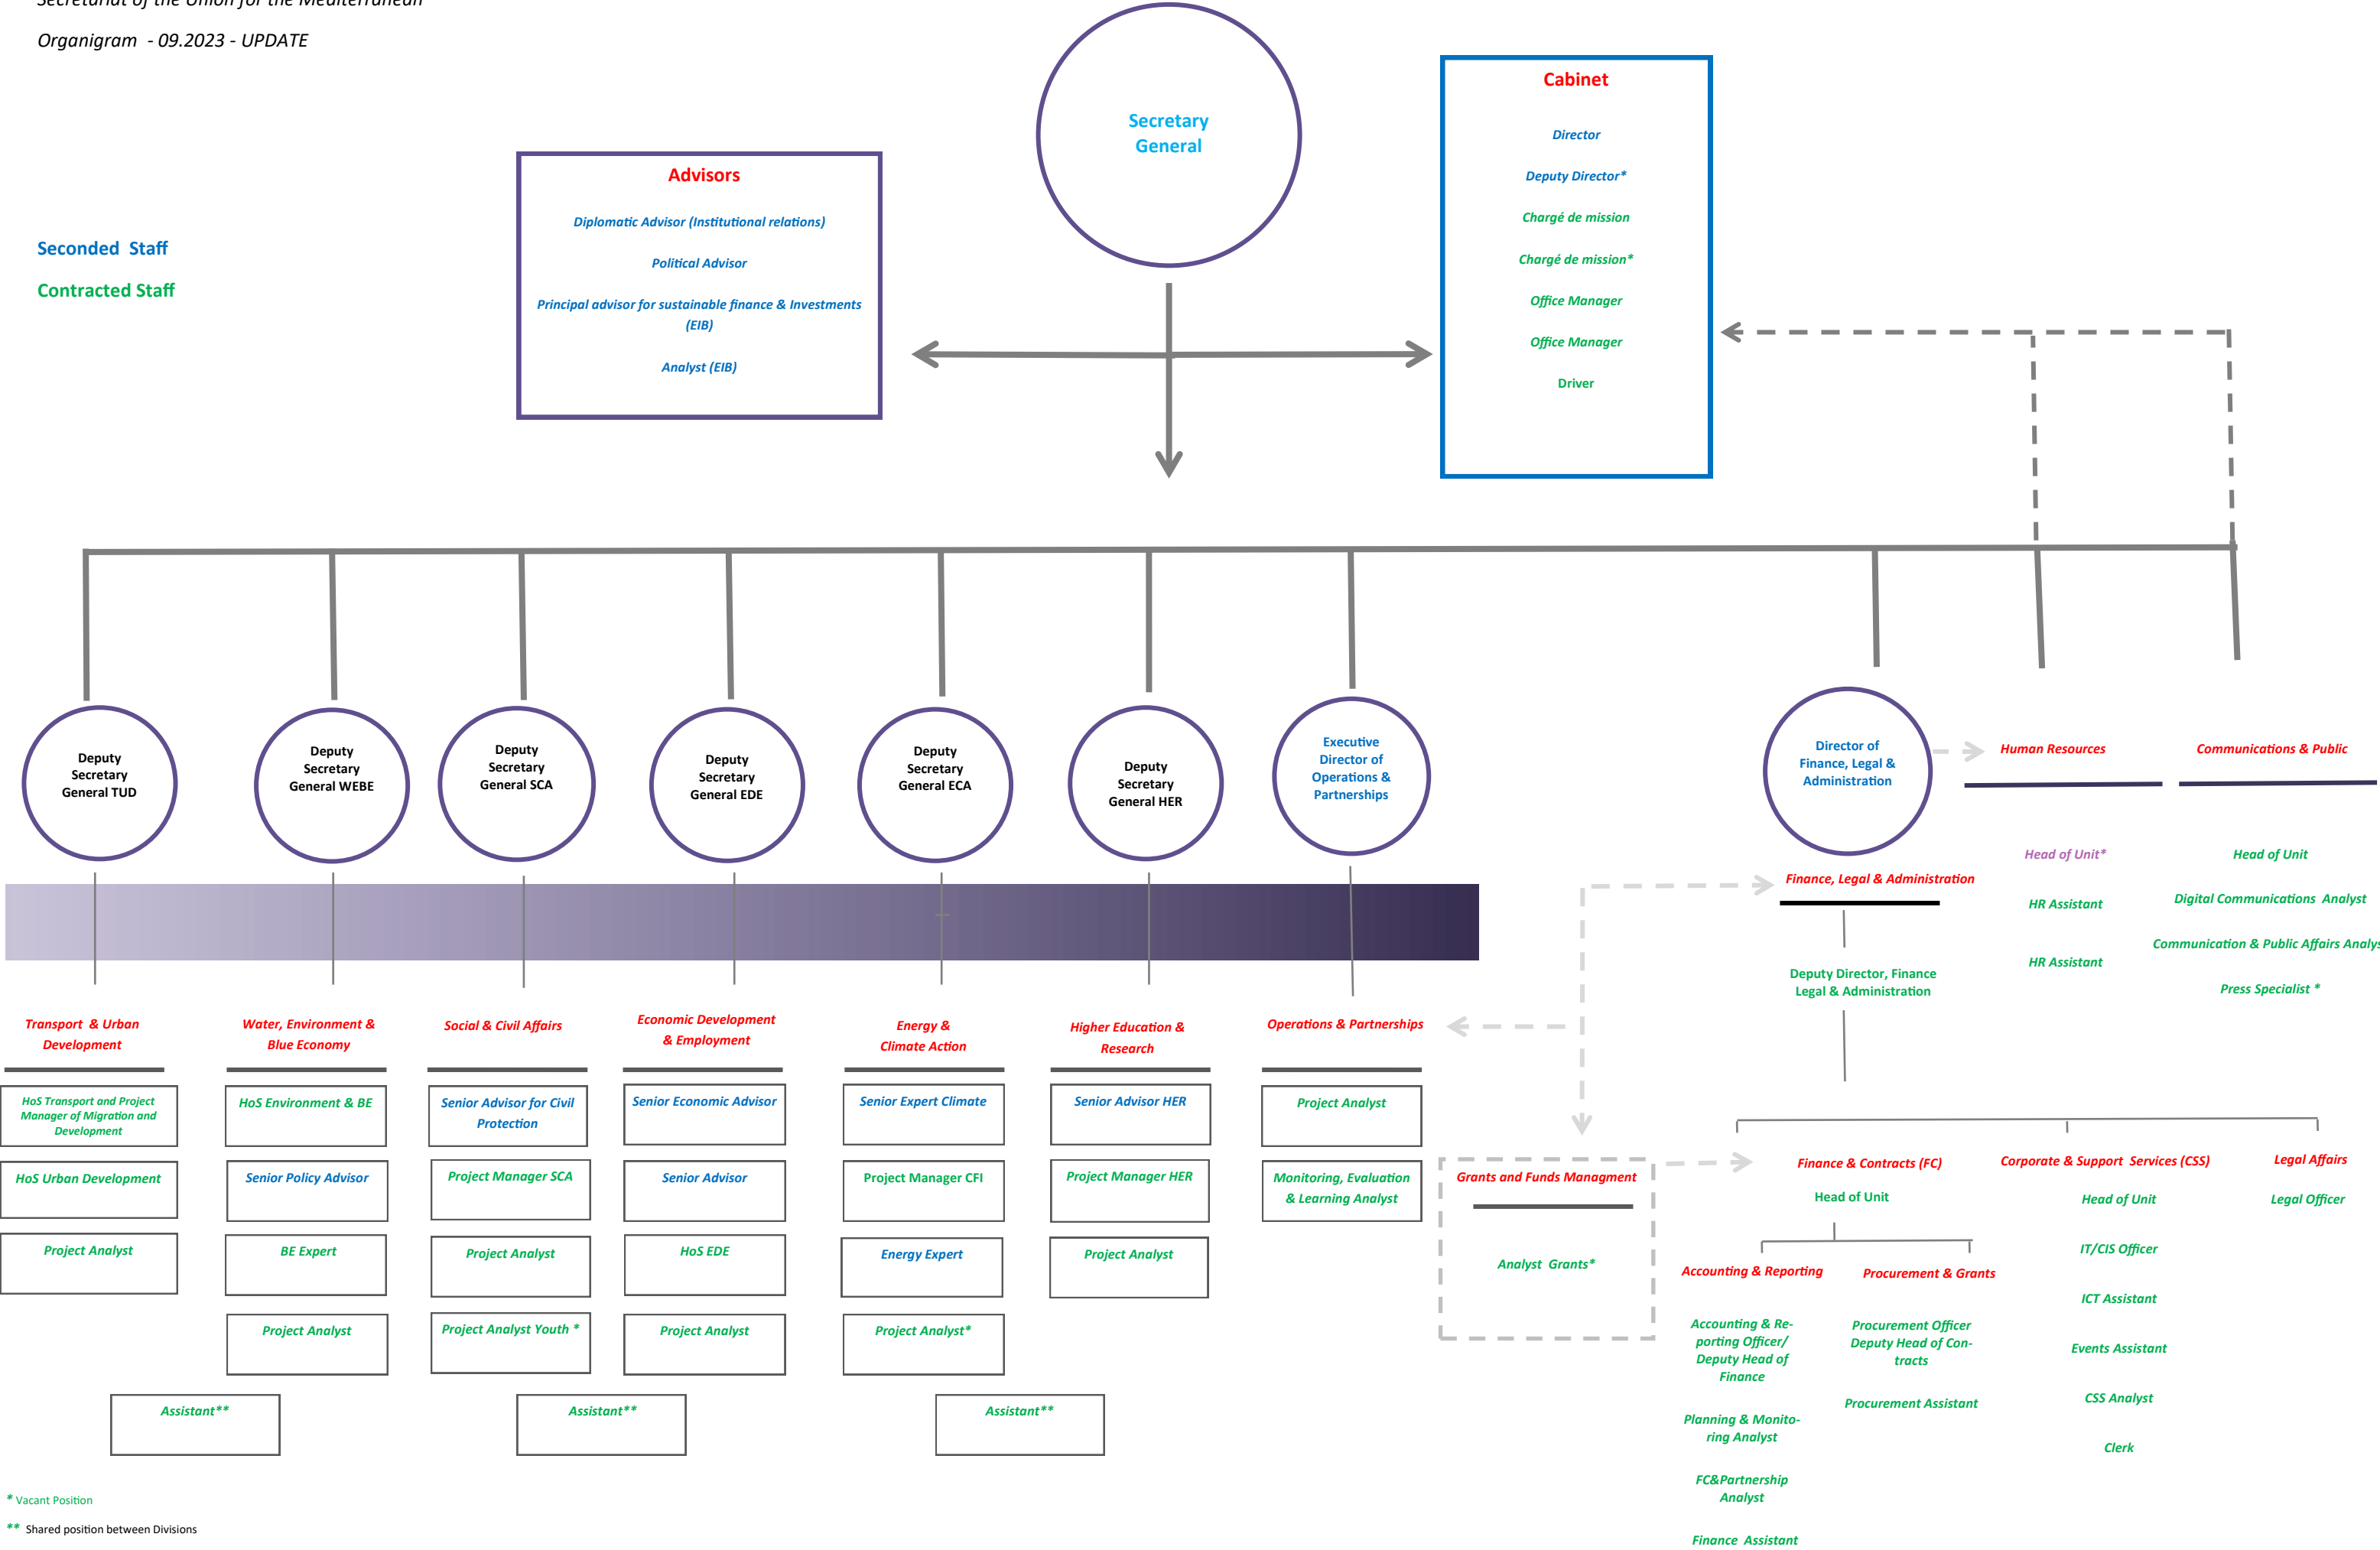 Secretariat of the Union for the Mediterranean
Organigram - 09.2023 - UPDATE
Secretary
General
Cabinet
Director
Deputy Director*
Chargé de mission
Chargé de mission*
Office Manager
Office Manager
Driver
Advisors
Diplomatic Advisor (Institutional relations)
Political Advisor
Principal advisor for sustainable finance & Investments
(EIB)
Analyst (EIB)
Seconded Staff
Contracted Staff
Deputy
Secretary
General TUD
Deputy
Secretary
General WEBE
Deputy
Secretary
General SCA
Deputy
Secretary
General EDE
Deputy
Secretary
General ECA
Deputy
Secretary
General HER
Executive
Director of
Operations &
Partnerships
Director of
Finance, Legal &
Administration
Human Resources
Communications & Public
Head of Unit*
HR Assistant
HR Assistant
Head of Unit
Digital Communications Analyst
Communication & Public Affairs Analys
Press Specialist *
Finance, Legal & Administration
Deputy Director, Finance
Legal & Administration
Transport & Urban
Development
HoS Transport and Project
Manager of Migration and
Development
HoS Urban Development
Project Analyst
Water, Environment &
Blue Economy
HoS Environment & BE
Senior Policy Advisor
BE Expert
Project Analyst
Social & Civil Affairs
Senior Advisor for Civil
Protection
Project Manager SCA
Project Analyst
Project Analyst Youth *
Economic Development
& Employment
Senior Economic Advisor
Senior Advisor
HoS EDE
Project Analyst
Energy &
Climate Action
Senior Expert Climate
Project Manager CFI
Energy Expert
Project Analyst*
Higher Education &
Research
Senior Advisor HER
Project Manager HER
Project Analyst
Operations & Partnerships
Project Analyst
Monitoring, Evaluation
& Learning Analyst
Assistant**
Assistant**
Assistant**
Grants and Funds Managment
Analyst Grants*
Finance & Contracts (FC)
Head of Unit
Accounting & Reporting
Accounting & Re-
porting Officer/
Deputy Head of
Finance
Planning & Monito-
ring Analyst
FC&Partnership
Analyst
Finance Assistant
Procurement & Grants
Procurement Officer
Deputy Head of Con-
tracts
Procurement Assistant
Corporate & Support Services (CSS)
Head of Unit
IT/CIS Officer
ICT Assistant
Events Assistant
CSS Analyst
Clerk
Legal Affairs
Legal Officer
* Vacant Position
** Shared position between Divisions